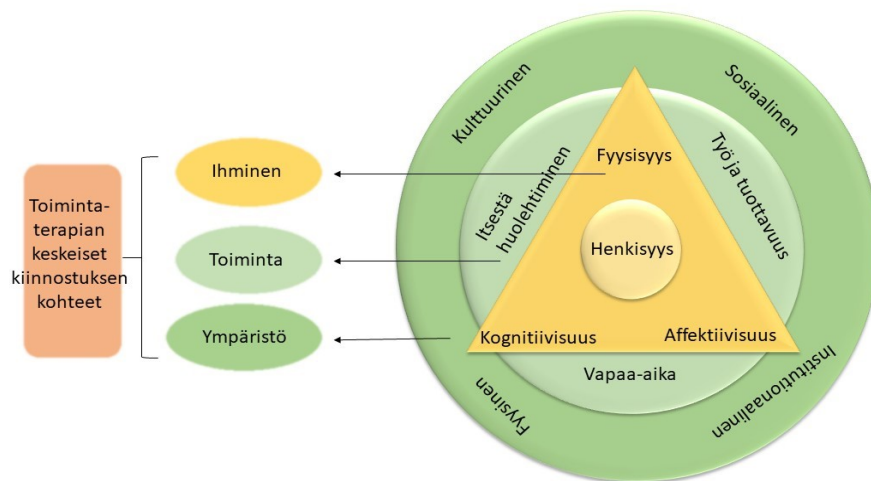 Toiminta-
terapian
keskeiset
kiinnostuksen
kohteet
Ihminen
Toiminta
Ympäristö
Kulttuurinen
Sosiaalinen
Itsestä
huolehtiminen
Fyysisyys
Työ ja tuottavuus
Henkisyys
Kognitiivisuus
Affektiivisuus
Vapaa-aika
Fyysinen
Institutionaalinen